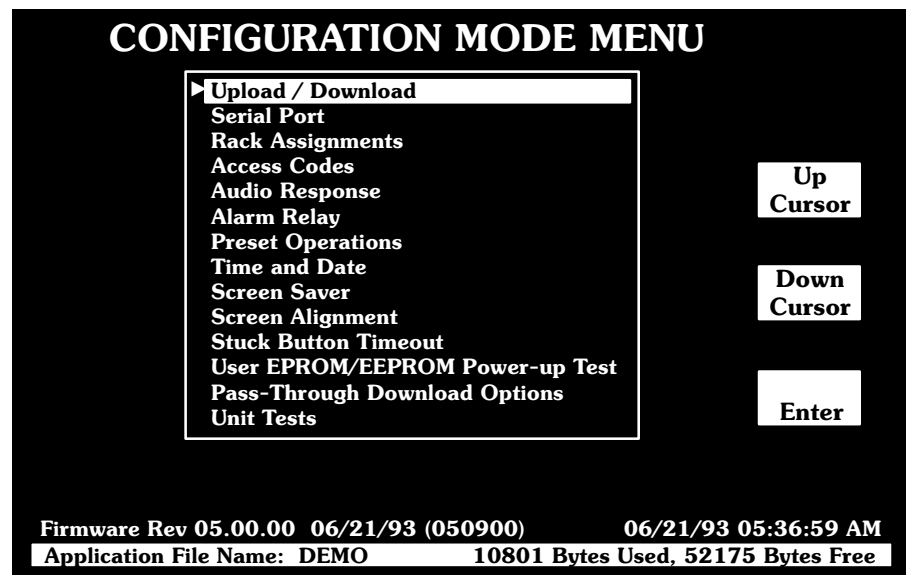 CONFIGURATION MODE MENU
Upload / Download
Serial Port
Rack Assignments
Access Codes
Audio Response
Alarm Relay
Preset Operations
Time and Date
Screen Saver
Screen Alignment
Stuck Button Timeout
User EPROM/EEPROM Power-up Test
Pass-Through Download Options
Unit Tests
Up
Cursor
Down
Cursor
Enter
Firmware Rev 05.00.00 06/21/93 (050900) 06/21/93 05:36:59 AM
Application File Name: DEMO 10801 Bytes Used, 52175 Bytes Free